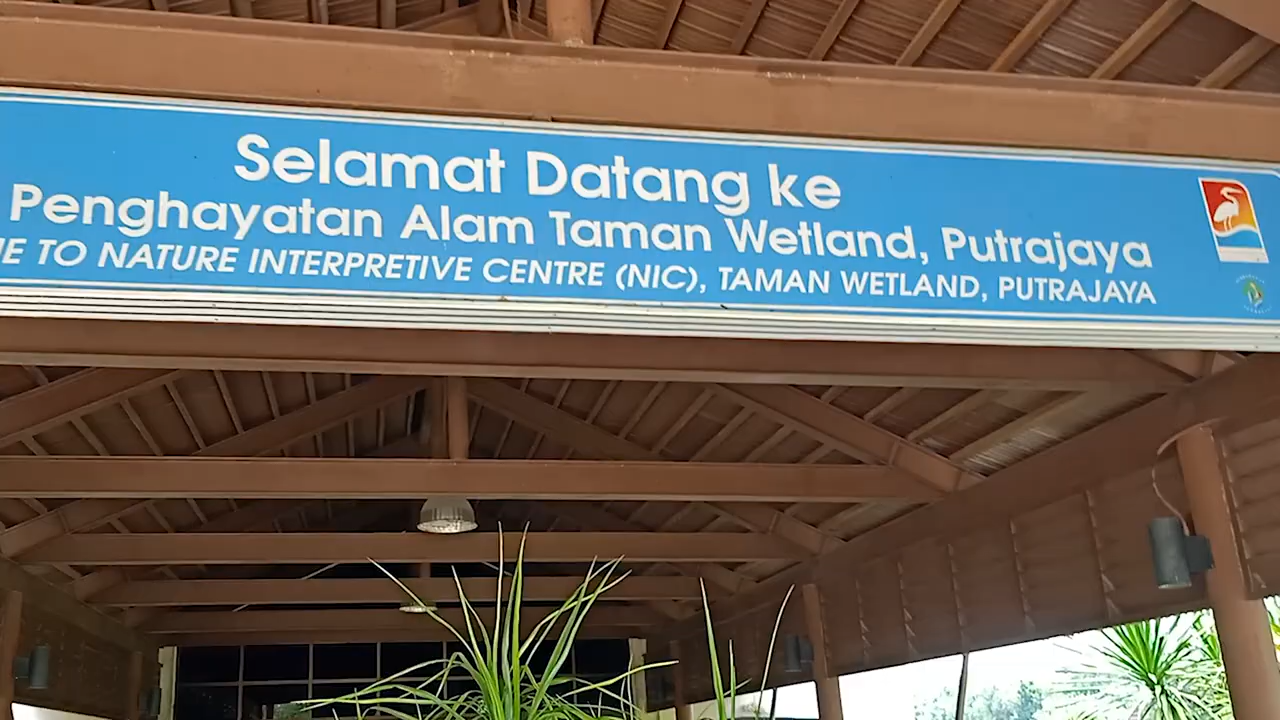 Selamat Datang ke
Penghayatan Alam Taman Wetland, Putrajaya
TO NATURE INTERPRETIVE CENTRE (NIC), TAMAN WETLAND, PUTRAJAYA